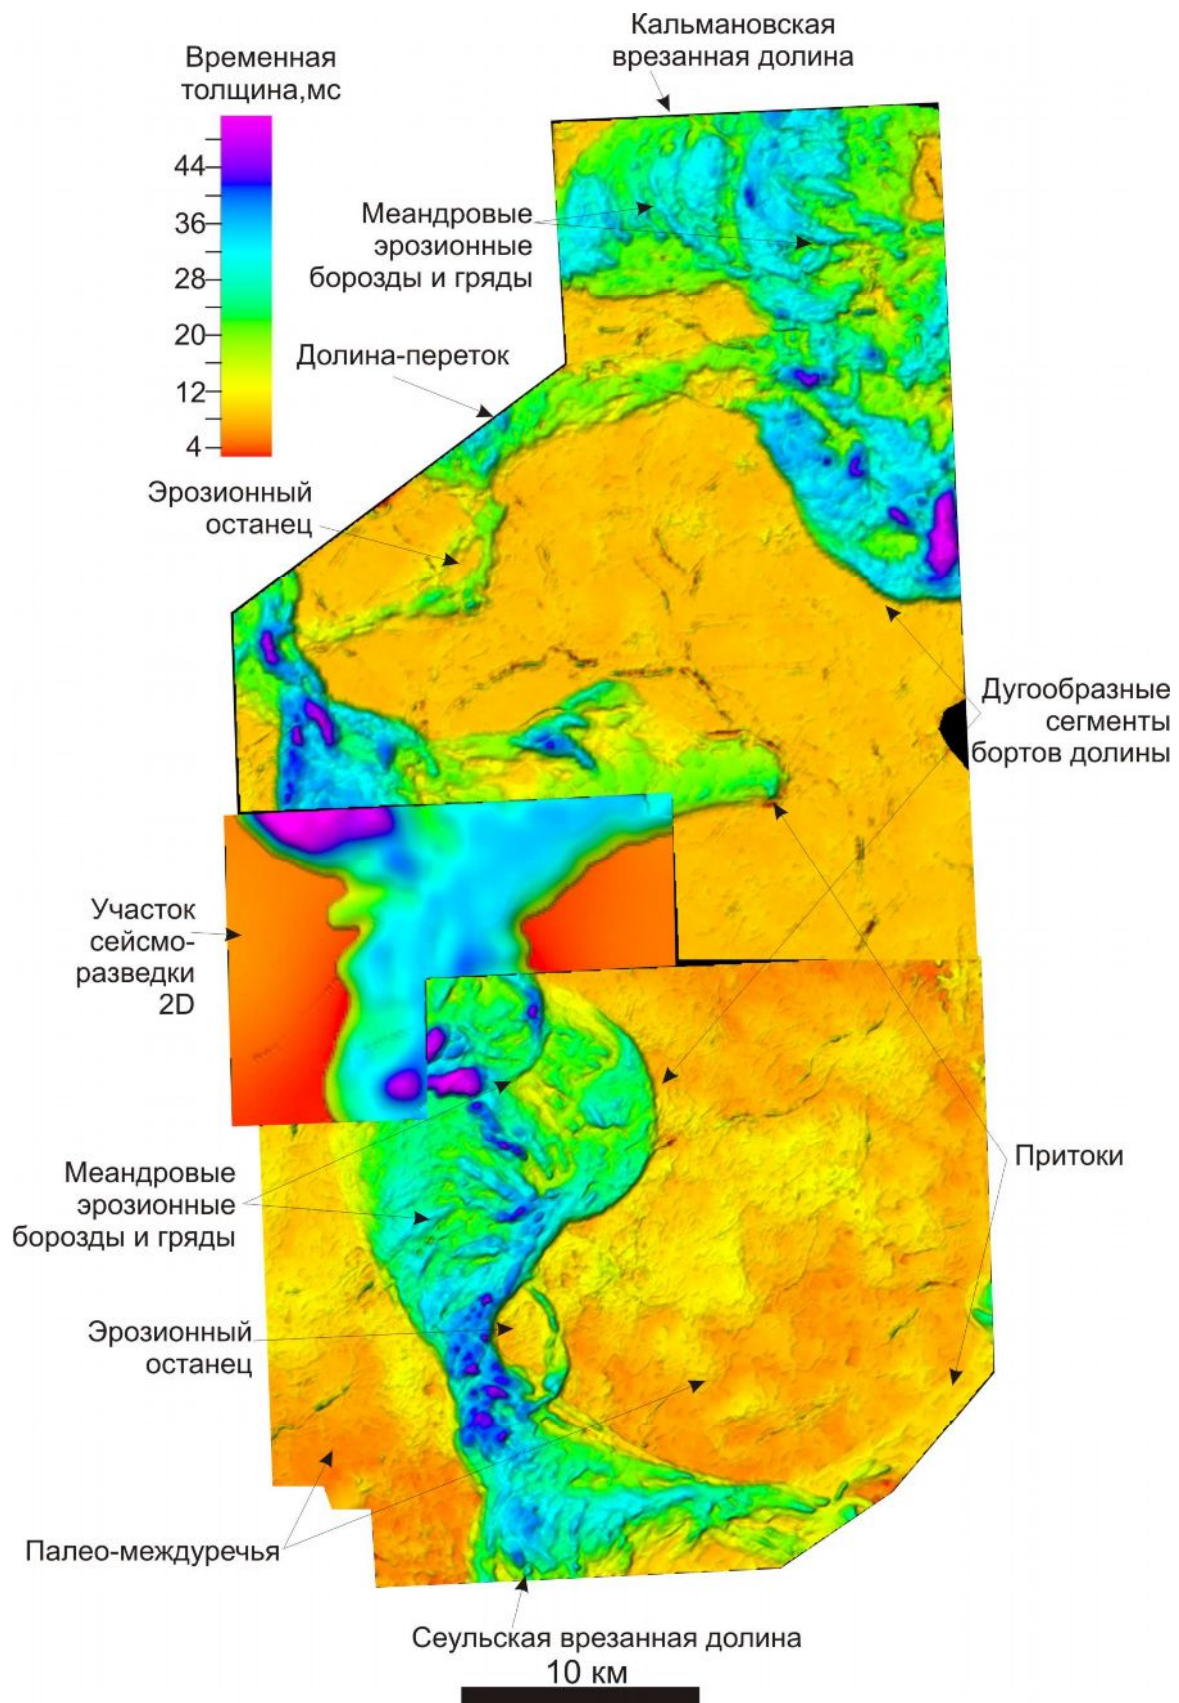 Кальмановская
врезанная долина
Временная
толщина,мс
44
36
28
20
12
4
Меандровые
эрозионные
борозды и гряды
Долина-переток
Эрозионный
останец
Дугообразные
сегменты
бортов долины
Участок
сейсмо-
разведки
2D
Притоки
Меандровые
эрозионные
борозды и гряды
Эрозионный
останец
Палео-междуречья
Сеульская врезанная долина
10 км